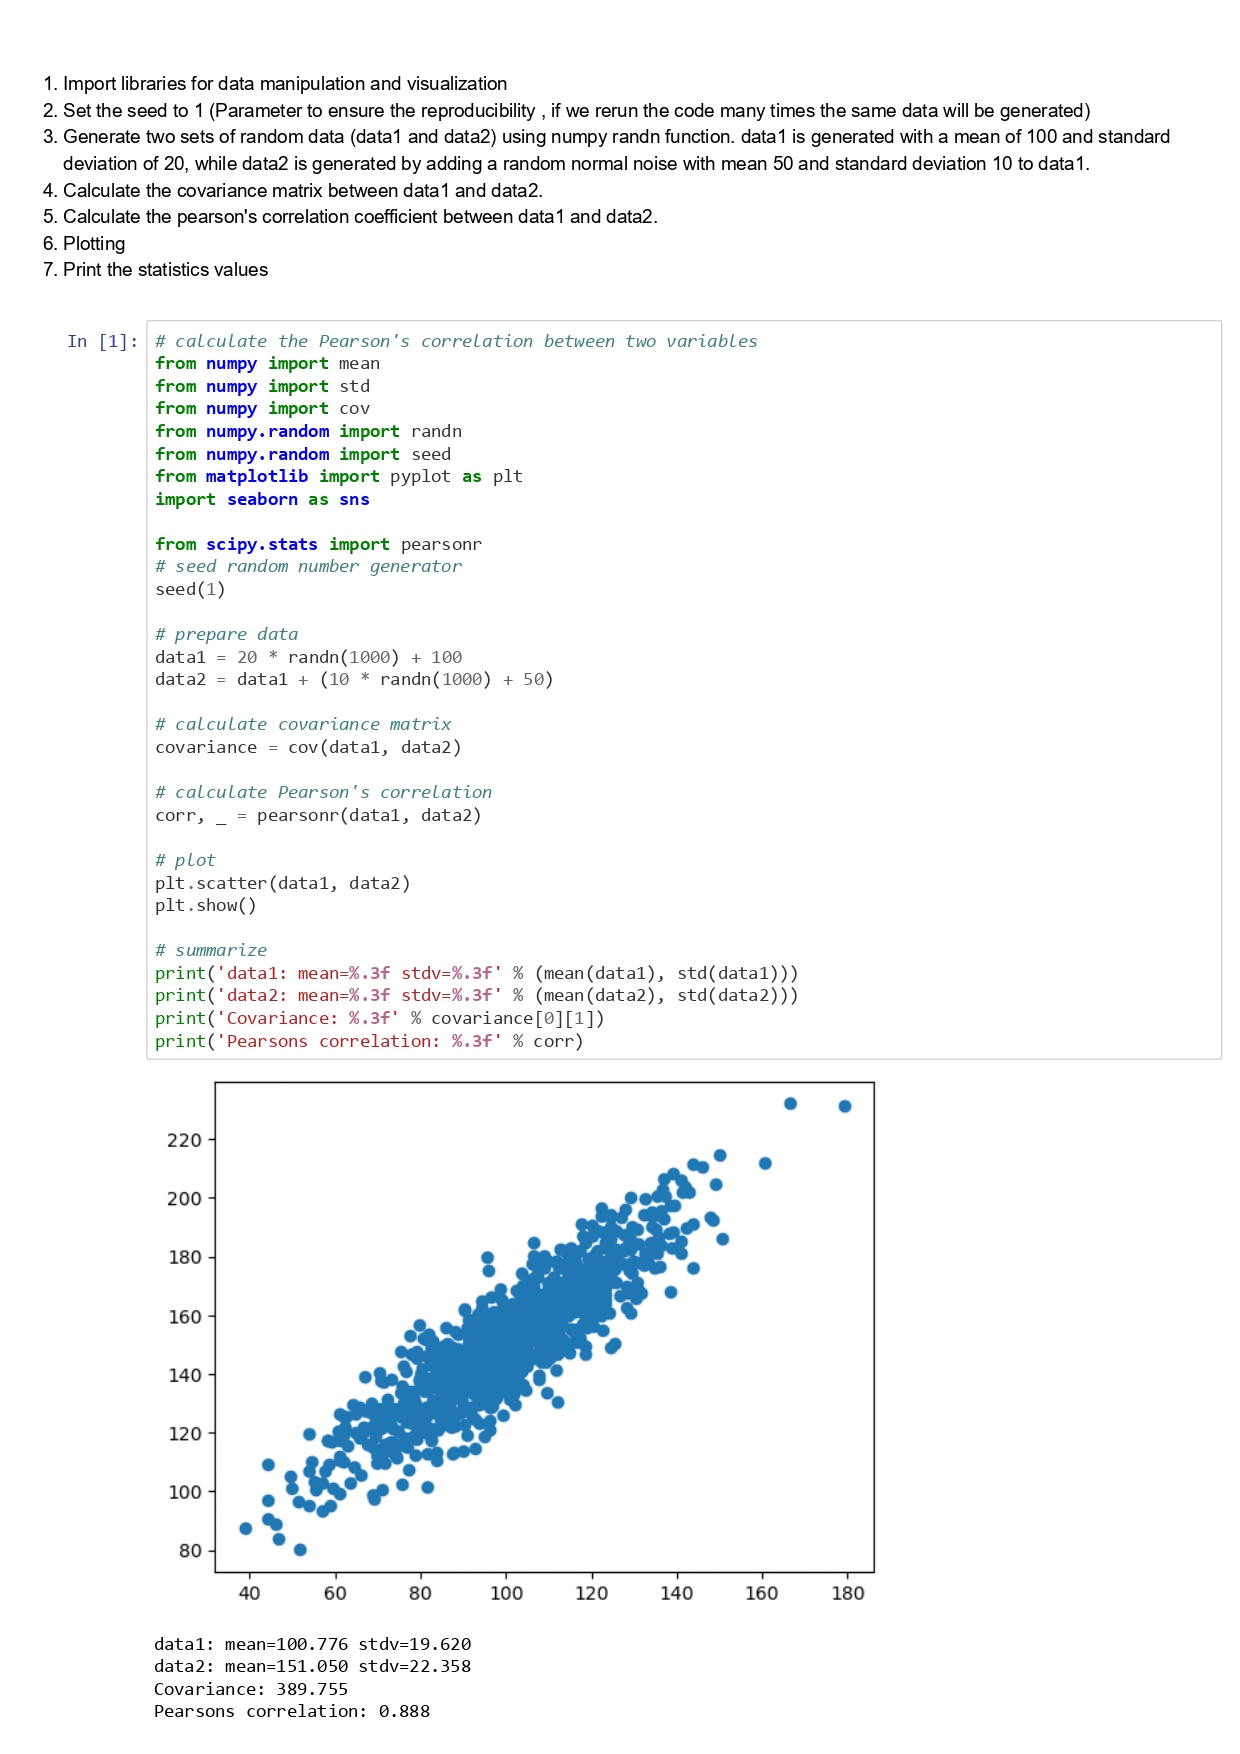 1. Import libraries for data manipulation and visualization
2. Set the seed to 1 (Parameter to ensure the reproducibility , if we rerun the code many times the same data will be generated)
3. Generate two sets of random data (data1 and data2) using numpy randn function. data1 is generated with a mean of 100 and standard
deviation of 20, while data2 is generated by adding a random normal noise with mean 50 and standard deviation 10 to data1.
4. Calculate the covariance matrix between data1 and data2.
5. Calculate the pearson's correlation coefficient between data1 and data2.
6. Plotting
7. Print the statistics values
In [1]: # calculate the Pearson's correlation between two variables
from numpy import mean
from numpy import std
from numpy import cov
from numpy.random import randn
from numpy.random import seed
from matplotlib import pyplot as plt
import seaborn as sns
from scipy.stats import pearsonr
# seed random number generator
seed(1)
# prepare data
data1 = 20 * randn(1000) + 100
data2 = data1 + (10 * randn(1000) + 50)
# calculate covariance matrix
covariance = cov(data1, data2)
# calculate Pearson's correlation
corr, _ = pearsonr(data1, data2)
# plot
plt.scatter(data1, data2)
plt.show()
# summarize
print('data1: mean=%.3f stdv=%.3f' % (mean(data1), std(data1)))
print('data2: mean=%.3f stdv=%.3f' % (mean(data2), std(data2)))
print('Covariance: %.3f' % covariance[0][1])
print('Pearsons correlation: %.3f' % corr)
220
200
180
160
140
120
100
80
40 60 80 100 120 140 160 180
data1: mean=100.776 stdv=19.620
data2: mean=151.050 stdv=22.358
Covariance: 389.755
Pearsons correlation: 0.888